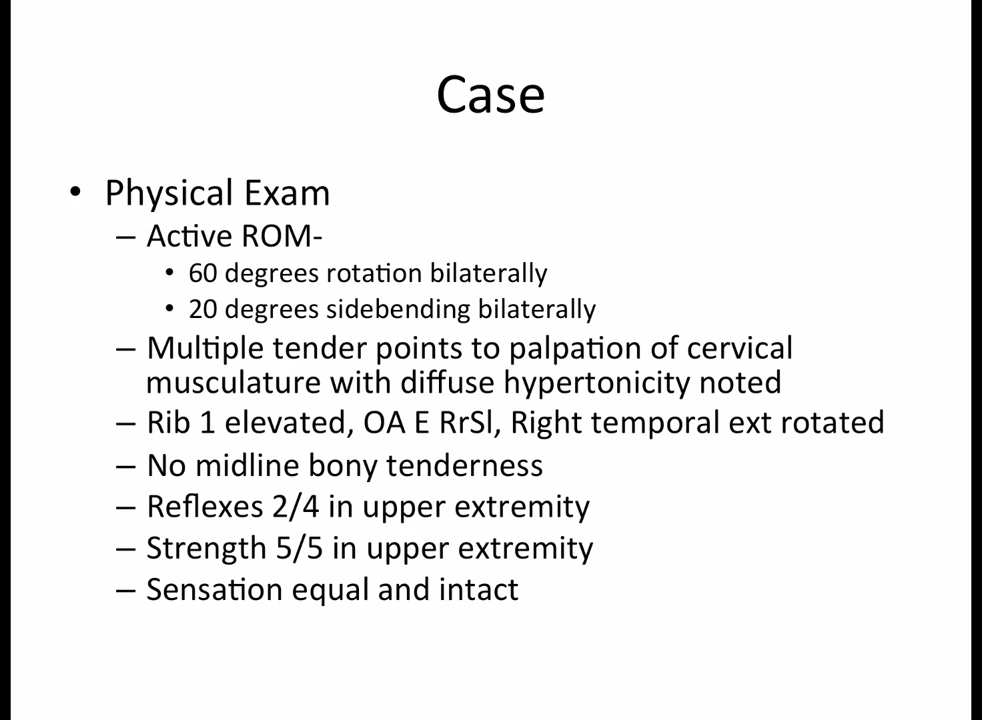 Case
• Physical Exam
– Active ROM-
• 60 degrees rotation bilaterally
• 20 degrees sidebending bilaterally
– Multiple tender points to palpation of cervical
musculature with diffuse hypertonicity noted
– Rib 1 elevated, OA E RrSl, Right temporal ext rotated
– No midline bony tenderness
– Reflexes 2/4 in upper extremity
– Strength 5/5 in upper extremity
– Sensation equal and intact